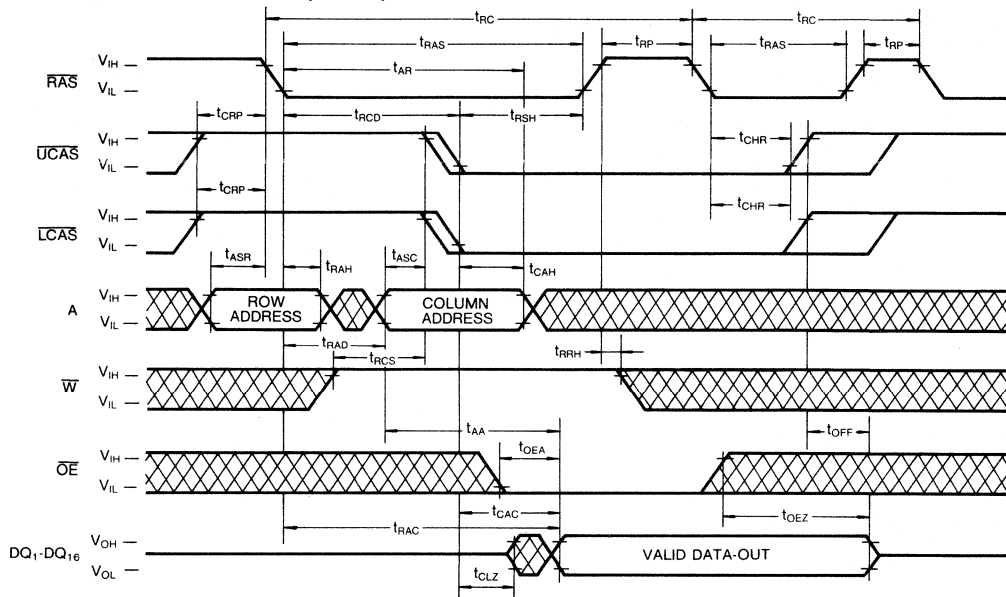 tRC tRC
tRAS tRP tRAS tRP
tAR
RAS VIH
VIL
tCRP tRCD tRSH
UCAS VIH
VIL
tCHR
tCRP
tCHR
LCAS VIH
VIL
tASR tRAH tASC tCAH
A VIH
VIL
ROW
ADDRESS
COLUMN
ADDRESS
tRAD
tRCS
tRRH
W VIH
VIL
tAA
tOEA
tOFF
OE VIH
VIL
tCAC
tOEZ
tRAC
DQ1-DQ16 VOH
VOL
VALID DATA-OUT
tCLZ